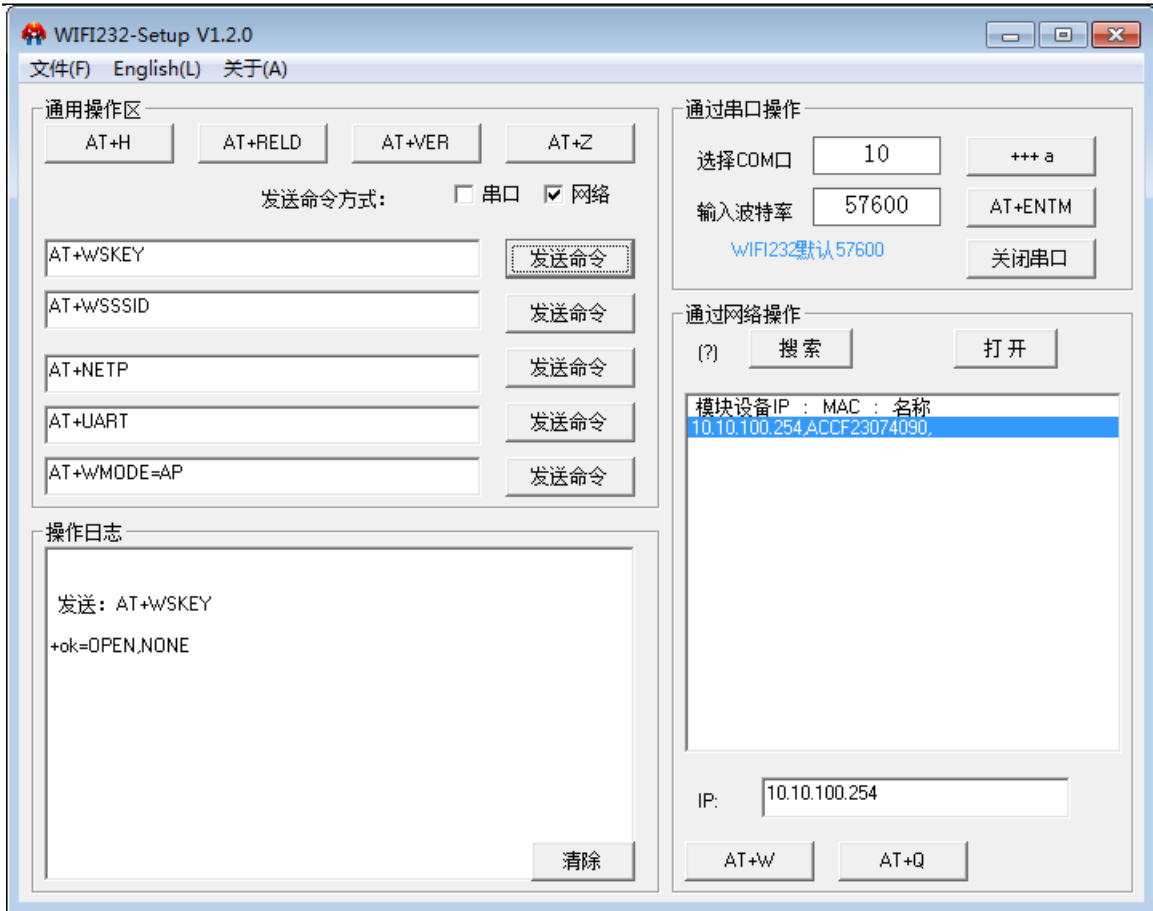 WIFI232-Setup V1.2.0
文件(F) English(L) 关于(A)
通用操作区
AT+H AT+RELD AT+VER AT+Z
发送命令方式: 串口 网络
AT+WSKEY 发送命令
AT+WSSSID 发送命令
AT+NETP 发送命令
AT+UART 发送命令
AT+WMODE=AP 发送命令
操作日志
发送: AT+WSKEY
+ok=OPEN,NONE
清除
通过串口操作
选择COM口 10 +++ a
输入波特率 57600 AT+ENTM
WIFI232默认57600 关闭串口
通过网络操作
(?) 搜索 打开
模块设备IP : MAC : 名称
10.10.100.254,ACCF23074090,
IP: 10.10.100.254
AT+W AT+Q